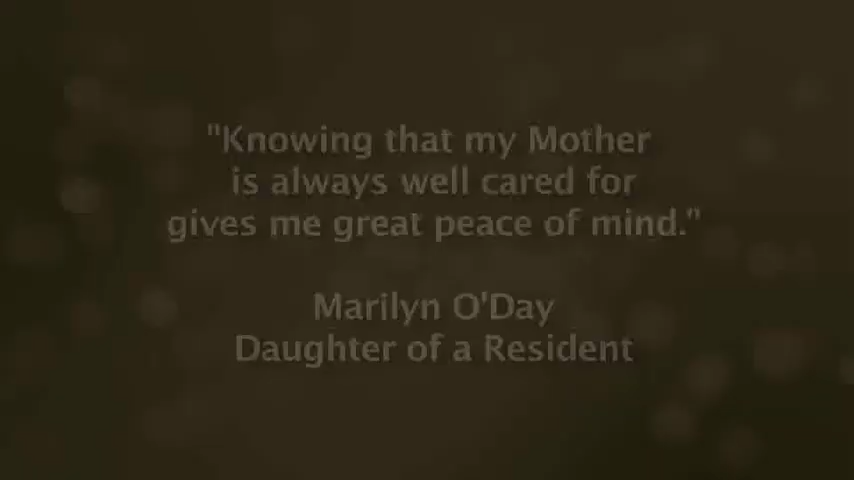 "Knowing that my Mother
is always well cared for
gives me great peace of mind."
Marilyn O'Day
Daughter of a Resident